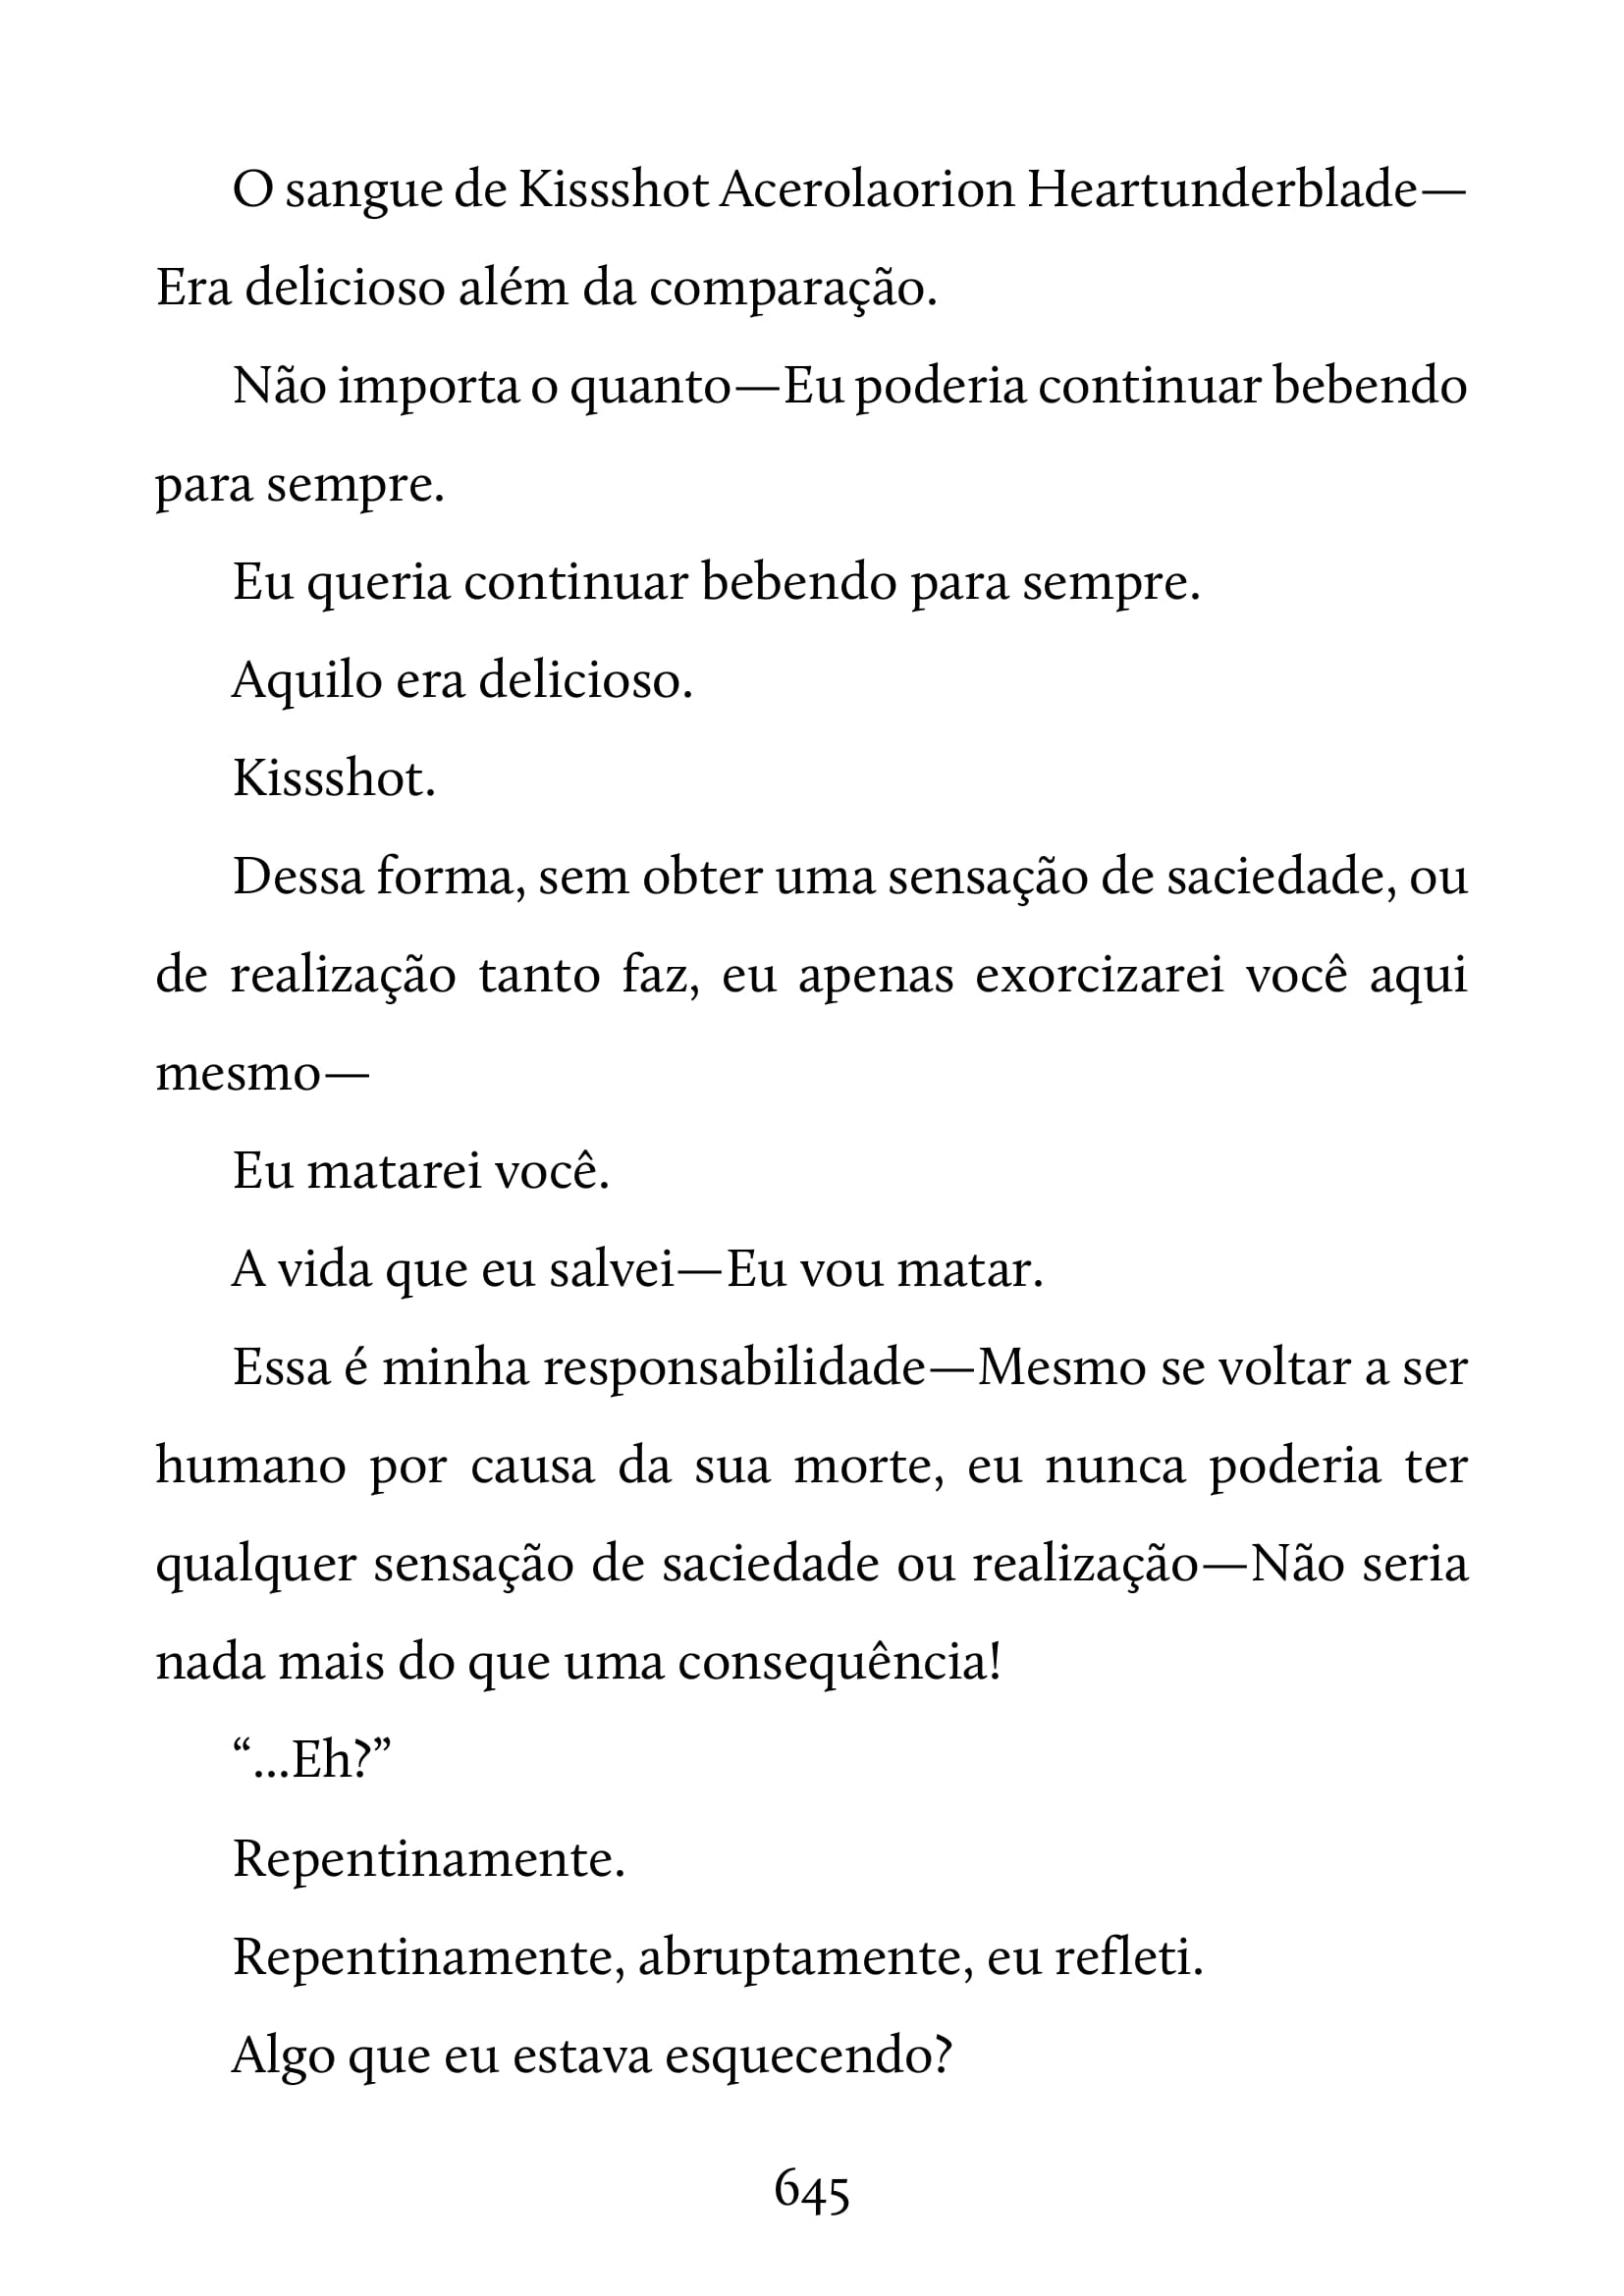 O sangue de Kissshot Acerolaorion Heartunderblade—
Era delicioso além da comparação.
Não importa o quanto—Eu poderia continuar bebendo
para sempre.
Eu queria continuar bebendo para sempre.
Aquilo era delicioso.
Kissshot.
Dessa forma, sem obter uma sensação de saciedade, ou
de realização tanto faz, eu apenas exorcizarei você aqui
mesmo—
Eu matarei você.
A vida que eu salvei—Eu vou matar.
Essa é minha responsabilidade—Mesmo se voltar a ser
humano por causa da sua morte, eu nunca poderia ter
qualquer sensação de saciedade ou realização—Não seria
nada mais do que uma consequência!
“...Eh?”
Repentinamente.
Repentinamente, abruptamente, eu refleti.
Algo que eu estava esquecendo?
645